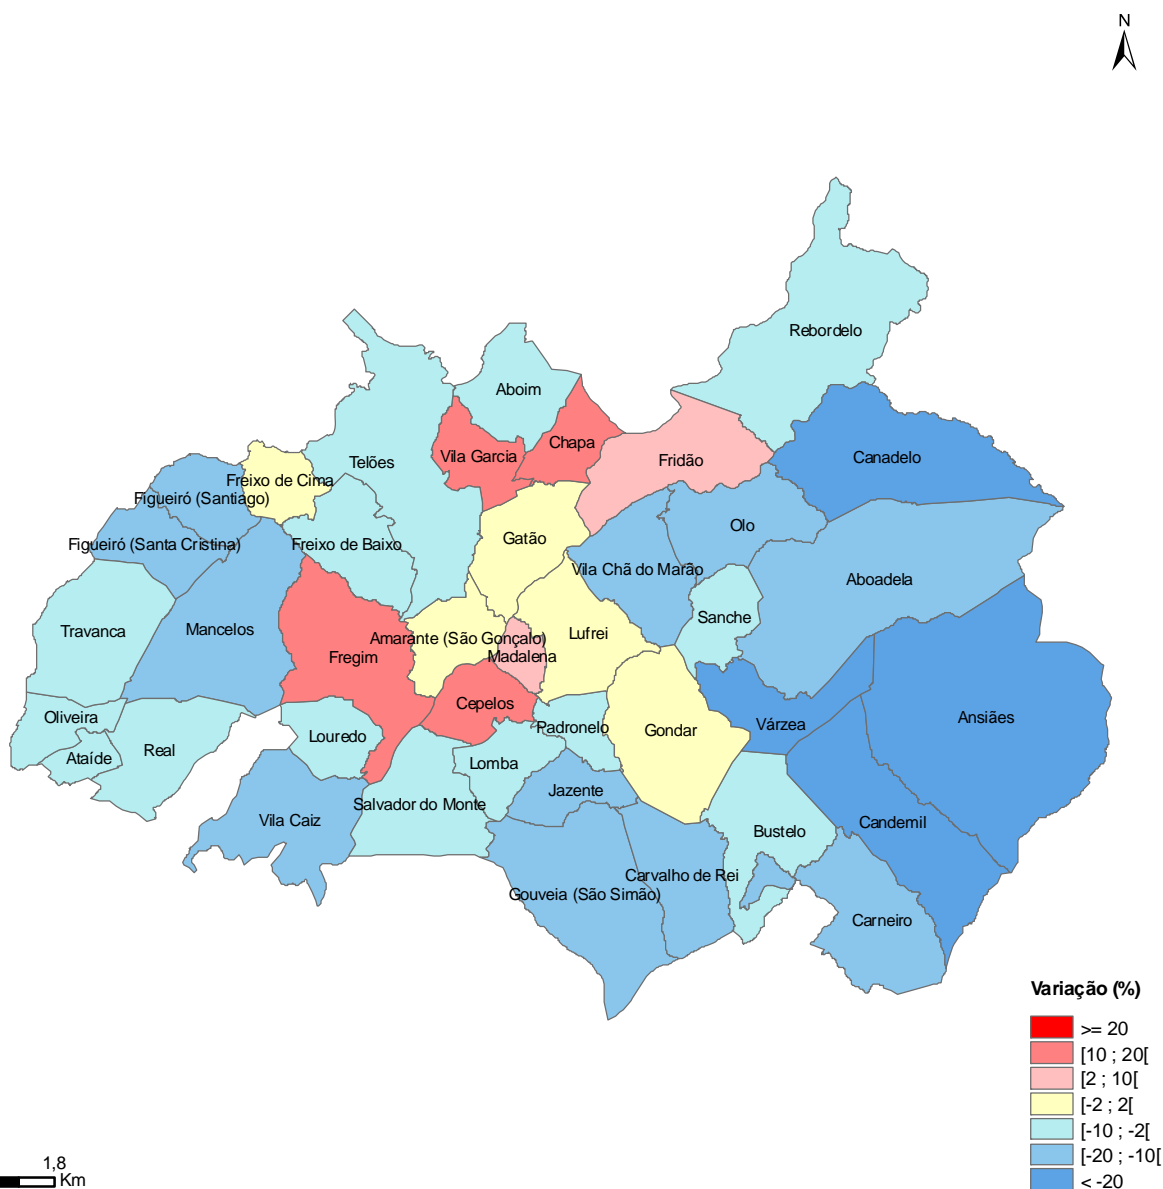 N
Rebordelo
Aboim
Chapa
Vila Garcia
Telões
Fridão
Canadelo
Freixo de Cima
Figueiró (Santiago)
Olo
Gatão
Figueiró (Santa Cristina)
Freixo de Baixo
Vila Chã do Marão
Aboadela
Sanche
Travanca
Mancelos
Lufrei
Amarante (São Gonçalo)
Madalena
Fregim
Cepelos
Oliveira
Ansiães
Várzea
Padronelo
Gondar
Louredo
Real
Ataíde
Lomba
Jazente
Salvador do Monte
Vila Caiz
Candemil
Bustelo
Carvalho de Rei
Gouveia (São Simão)
Carneiro
Variação (%)
>= 20
[10 ; 20[
[2 ; 10[
[-2 ; 2[
[-10 ; -2[
[-20 ; -10[
< -20
1,8
Km